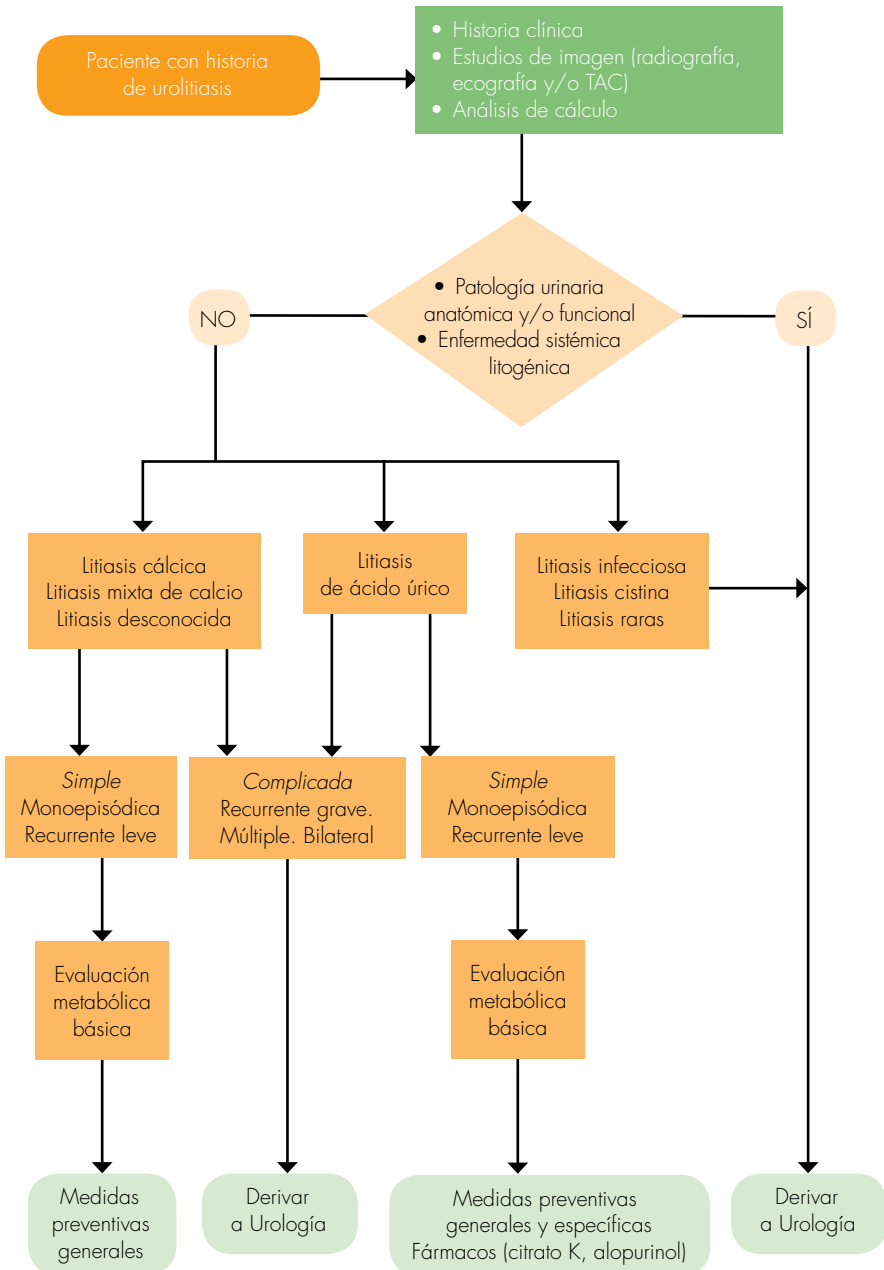 Paciente con historia
de urolitiasis
• Historia clínica
• Estudios de imagen (radiografía,
ecografía y/o TAC)
• Análisis de cálculo
• Patología urinaria
anatómica y/o funcional
• Enfermedad sistémica
litogénica
NO
SÍ
Litiasis cálcica
Litiasis mixta de calcio
Litiasis desconocida
Litiasis
de ácido úrico
Litiasis infecciosa
Litiasis cistina
Litiasis raras
Simple
Monoepisódica
Recurrente leve
Complicada
Recurrente grave.
Múltiple. Bilateral
Simple
Monoepisódica
Recurrente leve
Evaluación
metabólica
básica
Evaluación
metabólica
básica
Medidas
preventivas
generales
Derivar
a Urología
Medidas preventivas
generales y específicas
Fármacos (citrato K, alopurinol)
Derivar
a Urología